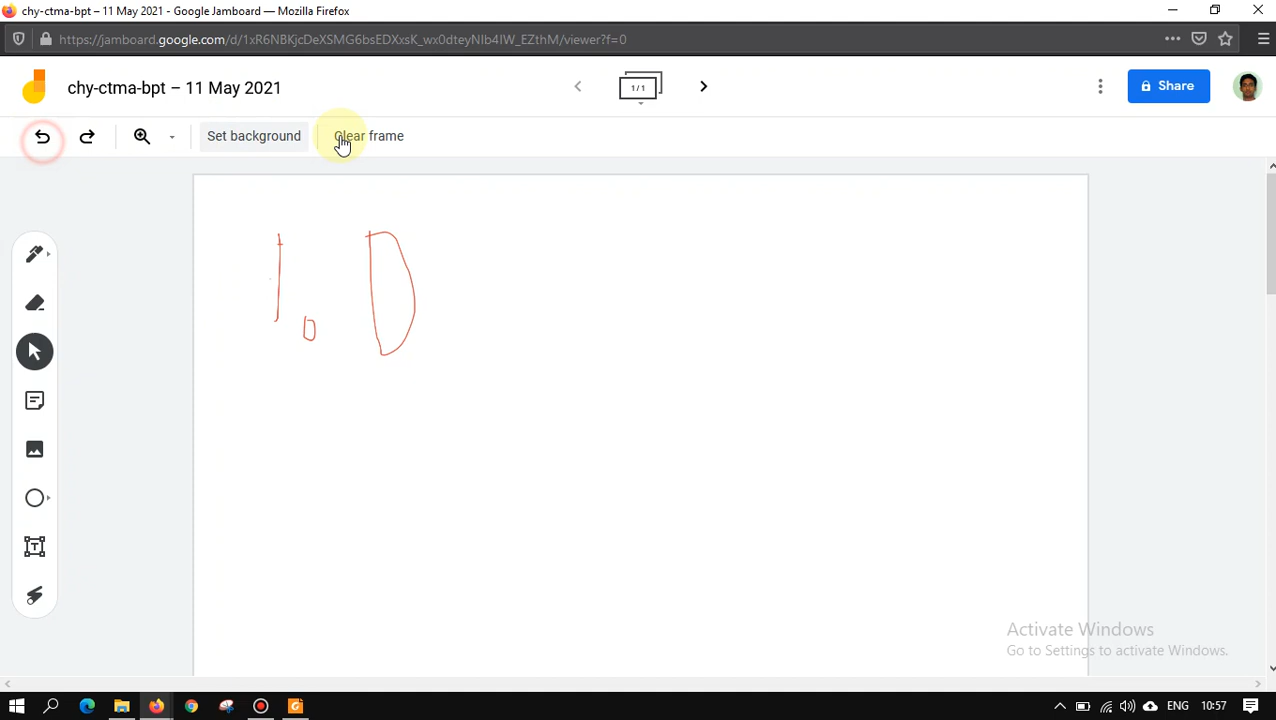 chy-ctma-bpt – 11 May 2021 - Google Jamboard — Mozilla Firefox
https://jamboard.google.com/d/1xR6NBKjcDeXSMG6bsEDXxsK_wx0dteyNIb4IW_EZthM/viewer?f=0
chy-ctma-bpt – 11 May 2021
1/1
Share
Set background
Clear frame
1. D
T
Activate Windows
Go to Settings to activate Windows.
ENG
10:57